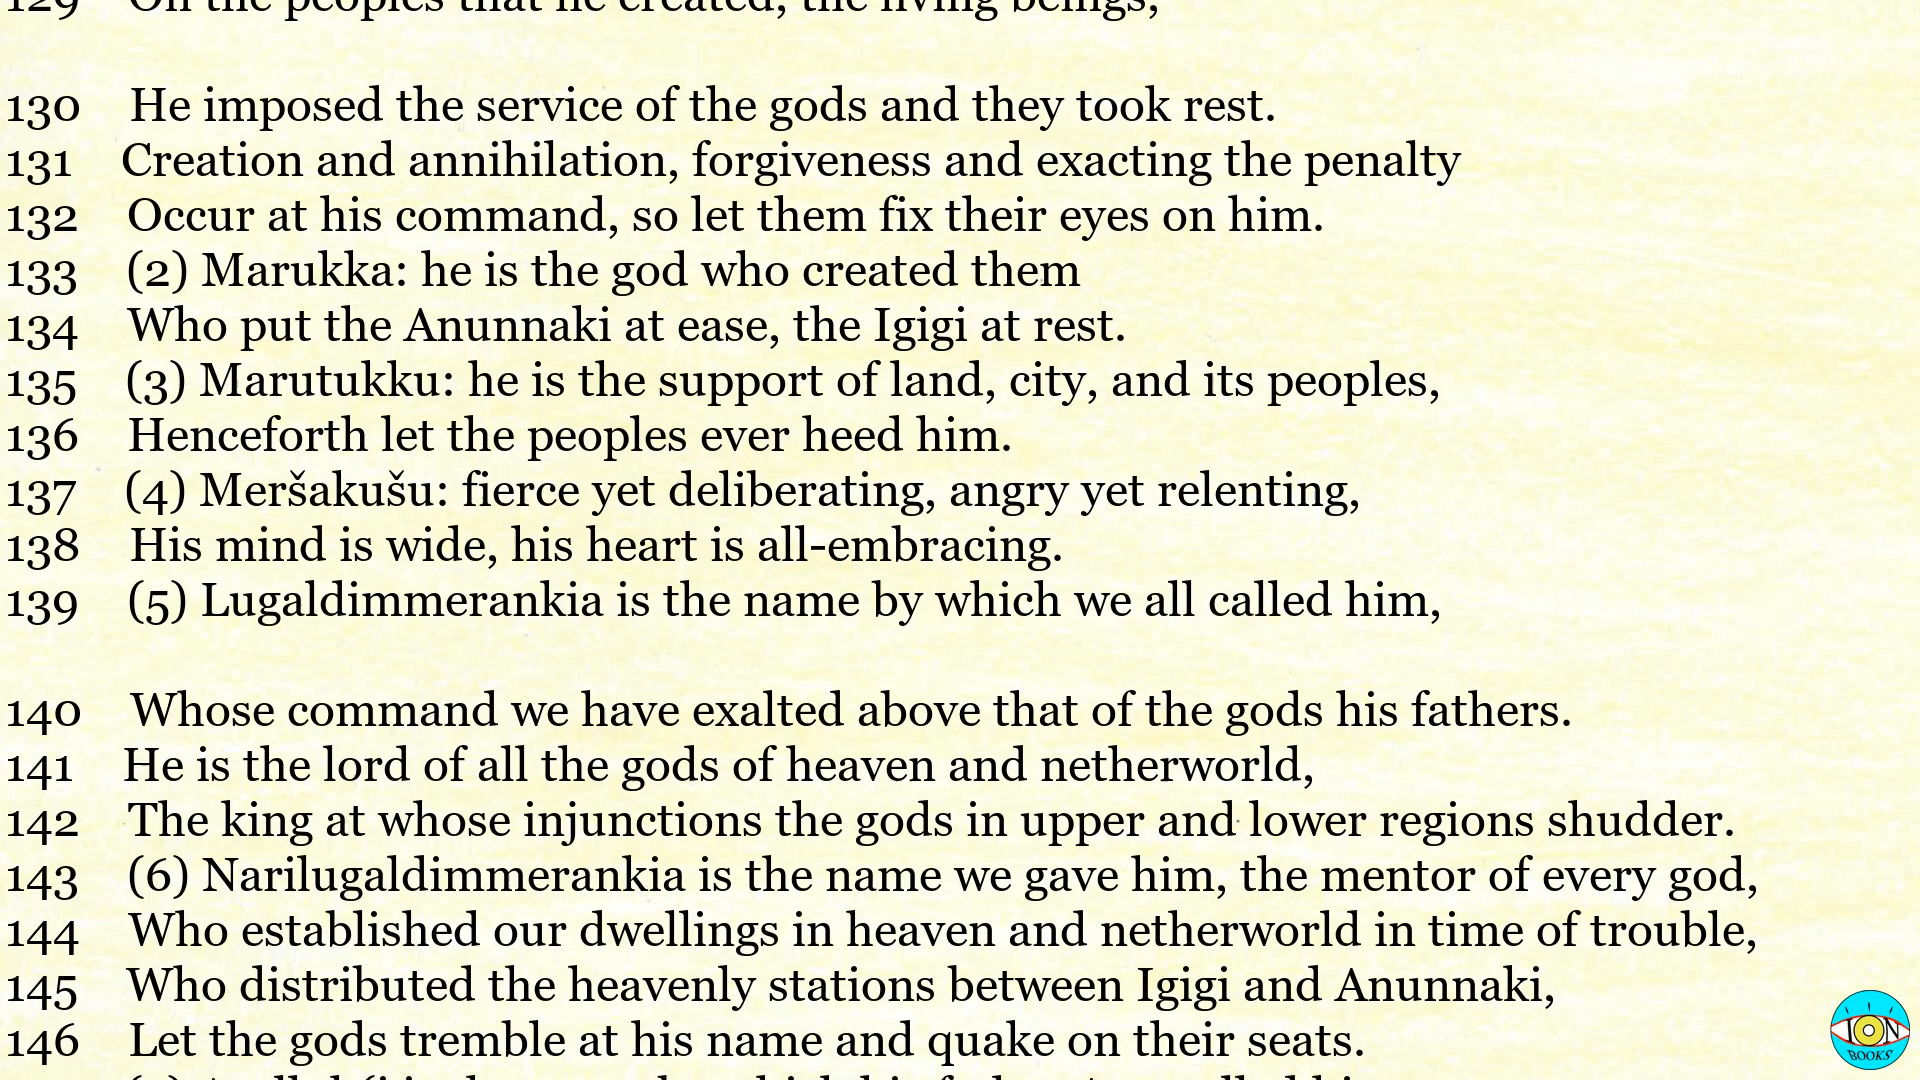 129 On the peoples that he created, the living beings,
130 He imposed the service of the gods and they took rest.
131 Creation and annihilation, forgiveness and exacting the penalty
132 Occur at his command, so let them fix their eyes on him.
133 (2) Marukka: he is the god who created them
134 Who put the Anunnaki at ease, the Igigi at rest.
135 (3) Marutukku: he is the support of land, city, and its peoples,
136 Henceforth let the peoples ever heed him.
137 (4) Meršakušu: fierce yet deliberating, angry yet relenting,
138 His mind is wide, his heart is all-embracing.
139 (5) Lugaldimmerankia is the name by which we all called him,
140 Whose command we have exalted above that of the gods his fathers.
141 He is the lord of all the gods of heaven and netherworld,
142 The king at whose injunctions the gods in upper and lower regions shudder.
143 (6) Narilugaldimmerankia is the name we gave him, the mentor of every god,
144 Who established our dwellings in heaven and netherworld in time of trouble,
145 Who distributed the heavenly stations between Igigi and Anunnaki,
146 Let the gods tremble at his name and quake on their seats.
ION
BOOKS